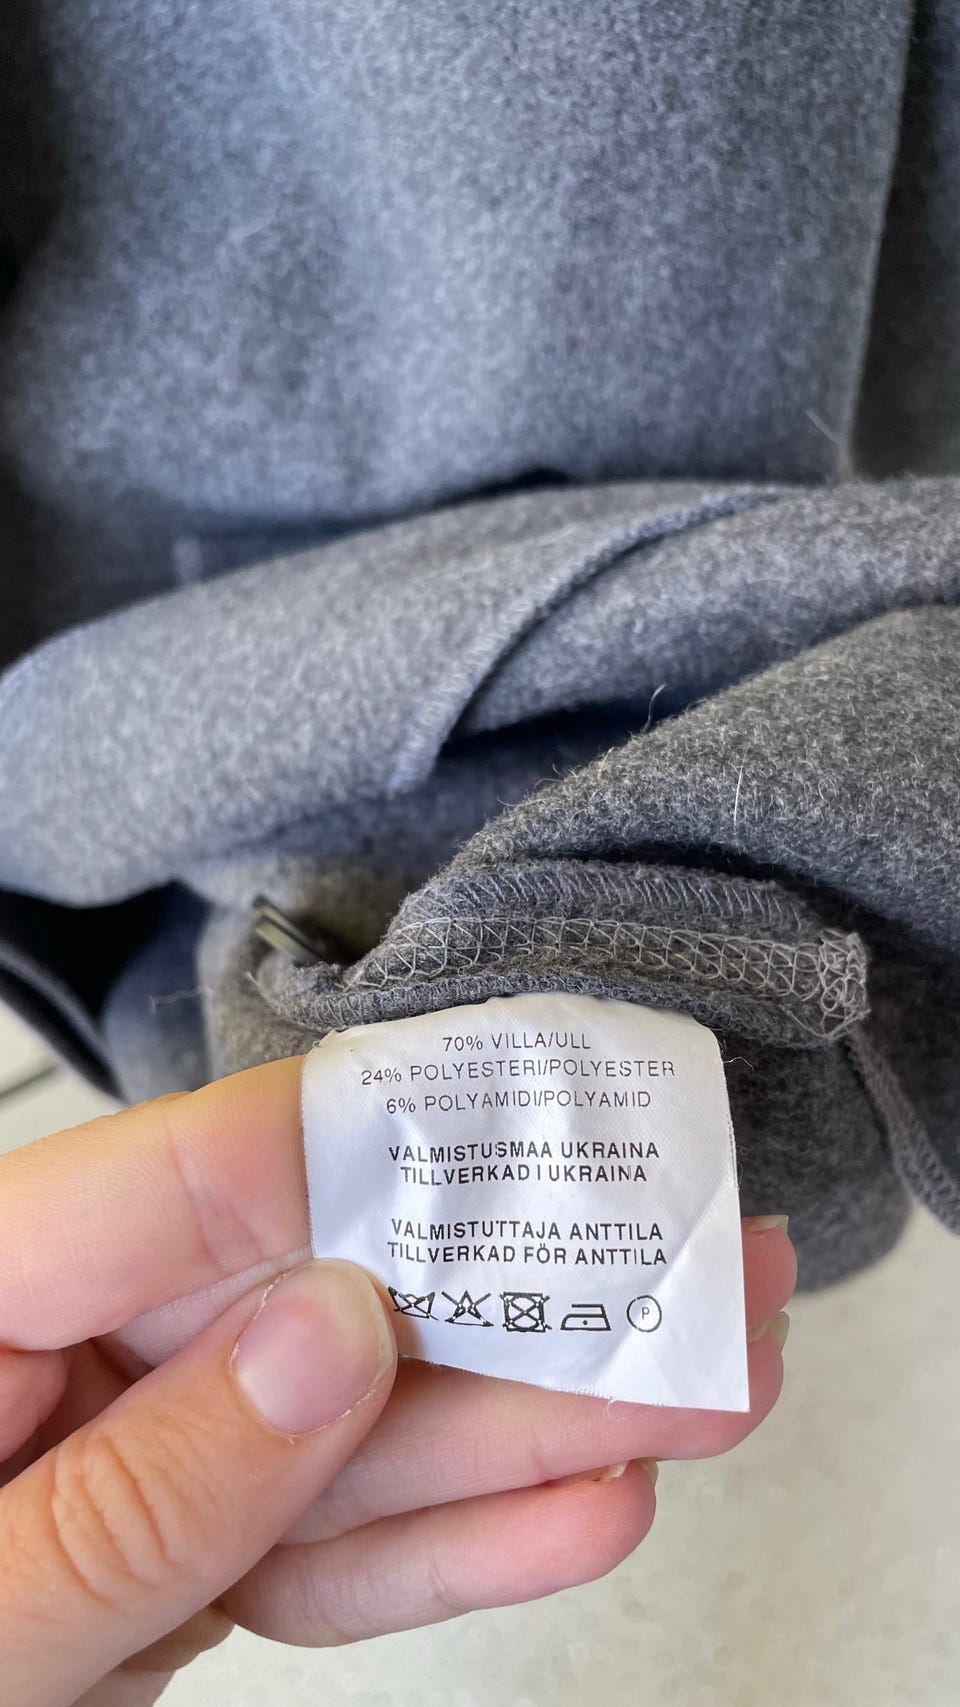 70% VILLA/ULL
24% POLYESTERI/POLYESTER
6% POLYAMIDI/POLYAMID
VALMISTUSMAA UKRAINA
TILLVERKAD I UKRAINA
VALMISTUTTAJA ANTTILA
TILLVERKAD FÖR ANTTILA
P